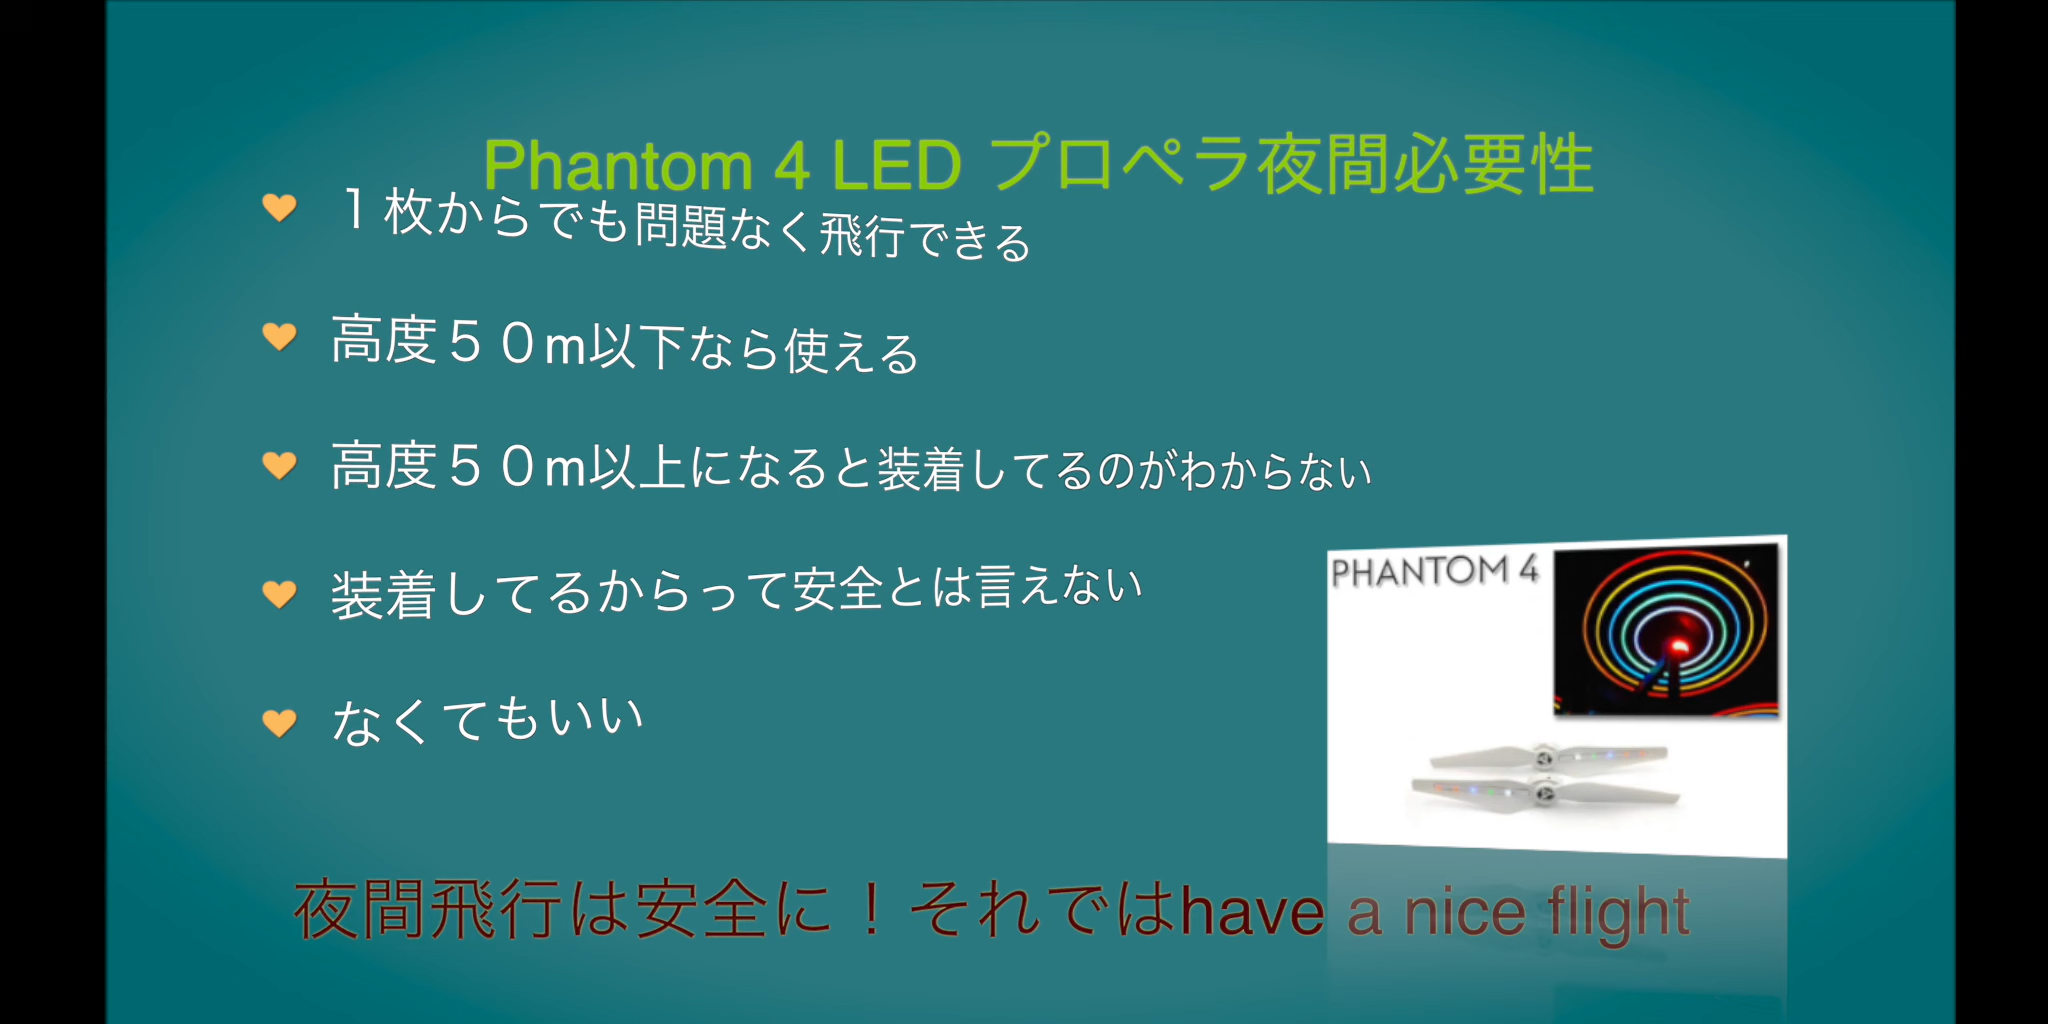 Phantom 4 LED プロペラ夜間必要性
１枚からでも問題なく飛行できる
高度５０m以下なら使える
高度５０m以上になると装着してるのがわからない
装着してるからって安全とは言えない
なくてもいい
PHANTOM 4
夜間飛行は安全に！それではhave a nice flight